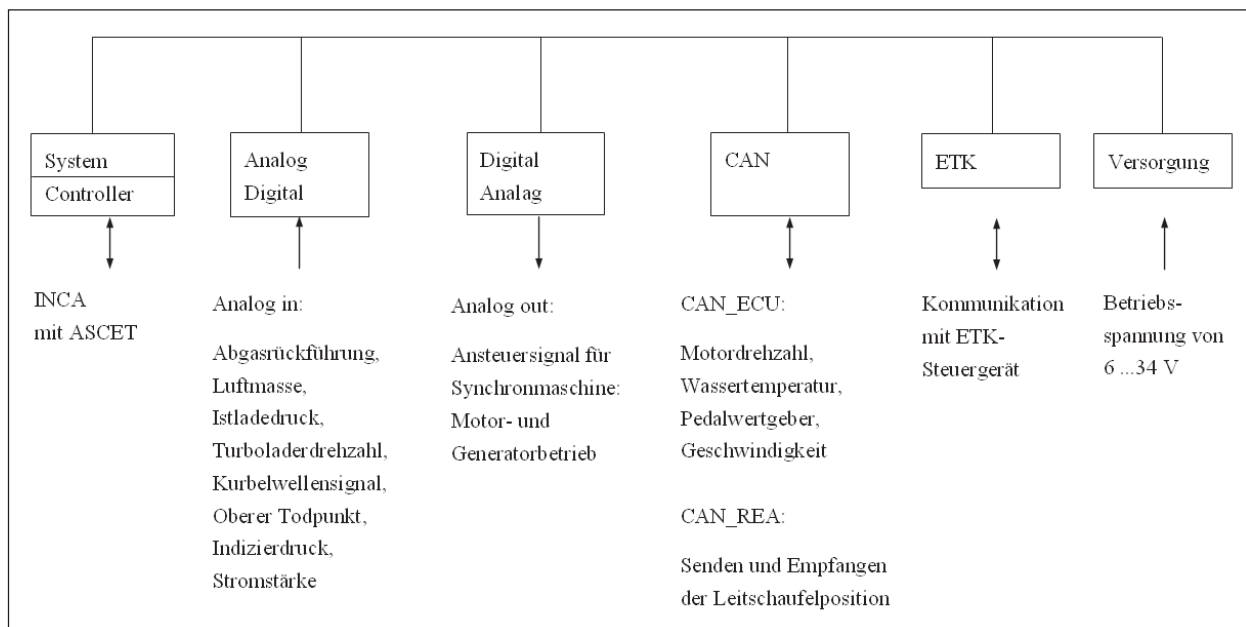 System
Controller
INCA
mit ASCET
Analog
Digital
Analog in:
Abgasrückführung,
Luftmasse,
Istladedruck,
Turboladerdrehzahl,
Kurbelwellensignal,
Oberer Todpunkt,
Indizierdruck,
Stromstärke
Digital
Analag
Analog out:
Ansteuersignal für
Synchronmaschine:
Motor- und
Generatorbetrieb
CAN
CAN_ECU:
Motordrehzahl,
Wassertemperatur,
Pedalwertgeber,
Geschwindigkeit
CAN_REA:
Senden und Empfangen
der Leitschaufelposition
ETK
Kommunikation
mit ETK-
Steuergerät
Versorgung
Betriebs-
spannung von
6 ...34 V